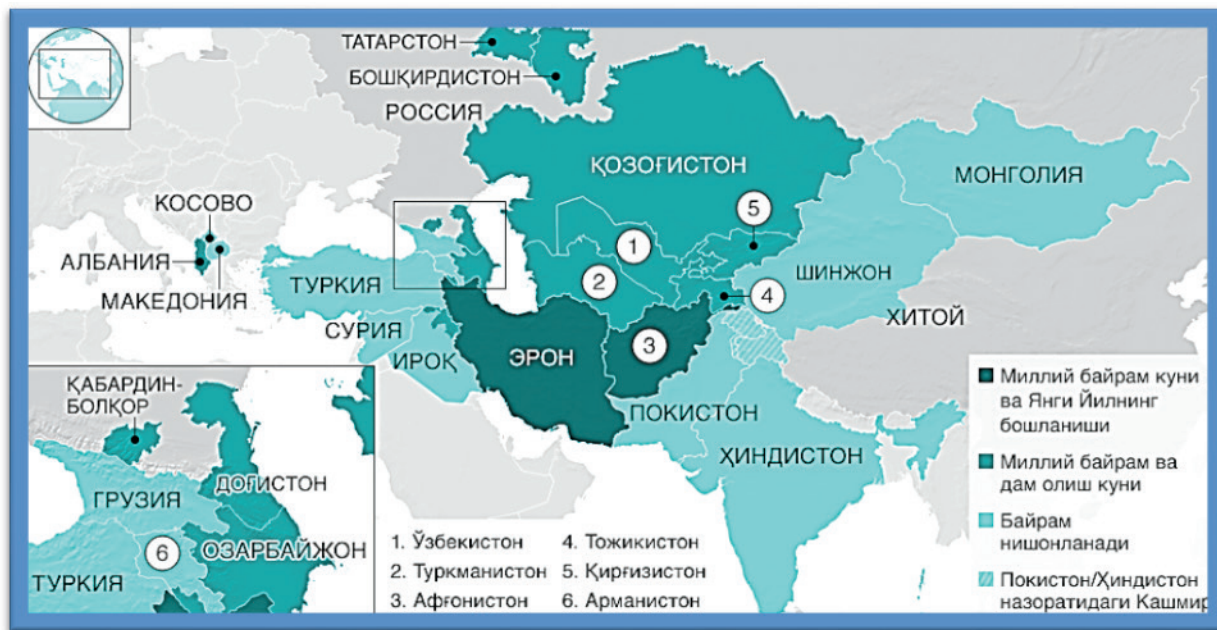 ТАТАРСТОН
БОШҚИРДИСТОН
РОССИЯ
ҚОЗОҒИСТОН
МОНГОЛИЯ
КОСОВО
5
1
АЛБАНИЯ
ШИНЖОН
ТУРКИЯ
2
4
МАКЕДОНИЯ
ХИТОЙ
СУРИЯ
ИРОҚ
ЭРОН
3
ПОКИСТОН
ҲИНДИСТОН
ҚАБАРДИН-
БОЛҚОР
ДОҒИСТОН
ГРУЗИЯ
6
ОЗАРБАЙЖОН
ТУРКИЯ
1. Ўзбекистон
2. Туркманистон
3. Афғонистон
4. Тожикистон
5. Қирғизистон
6. Арманистон
Миллий байрам куни
ва Янги Йилнинг
бошланиши
Миллий байрам ва
дам олиш куни
Байрам
нишонланади
Покистон/Ҳиндистон
назоратидаги Кашмир